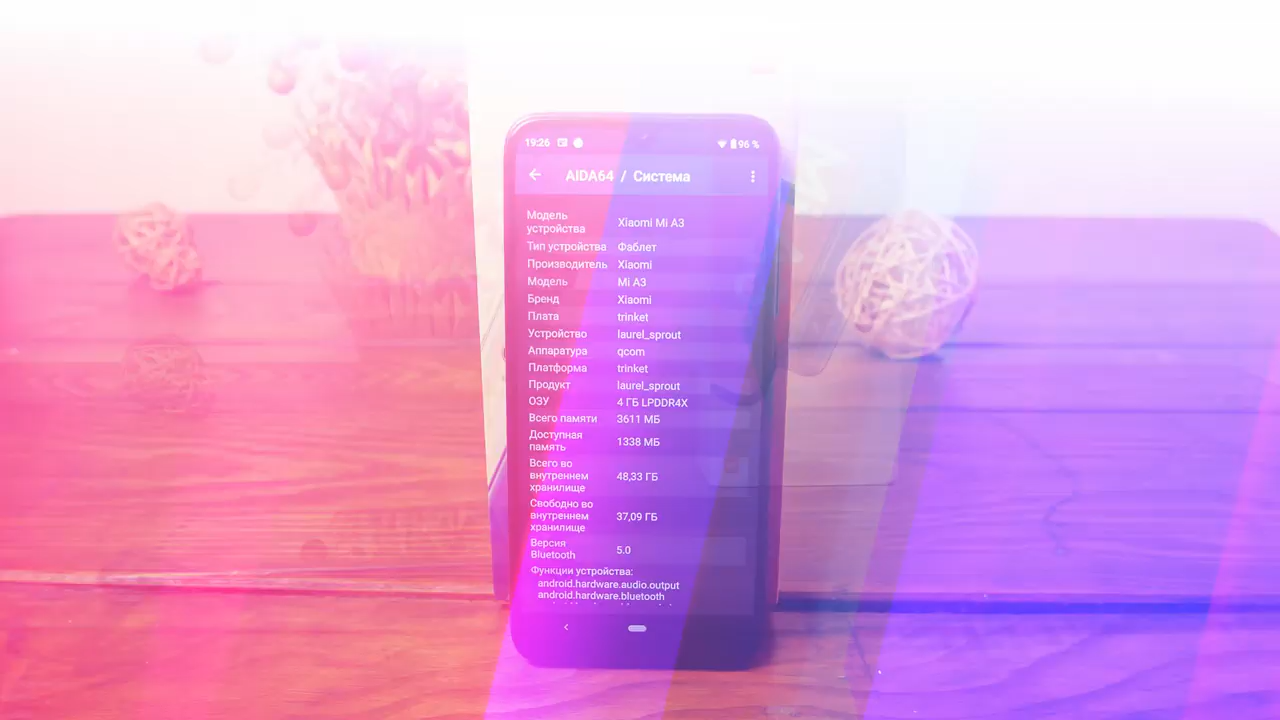 19:26 96 %
AIDA64 / Система
Модель
устройства
Xiaomi Mi A3
Тип устройства Фаблет
Производитель Xiaomi
Модель Mi A3
Бренд Xiaomi
Плата trinket
Устройство laurel_sprout
Аппаратура qcom
Платформа trinket
Продукт laurel_sprout
ОЗУ 4 ГБ LPDDR4X
Всего памяти 3611 МБ
Доступная
память
1338 МБ
Всего во
внутреннем
хранилище
48,33 ГБ
Свободно во
внутреннем
хранилище
37,09 ГБ
Версия
Bluetooth
5.0
Функции устройства:
android.hardware.audio.output
android.hardware.bluetooth